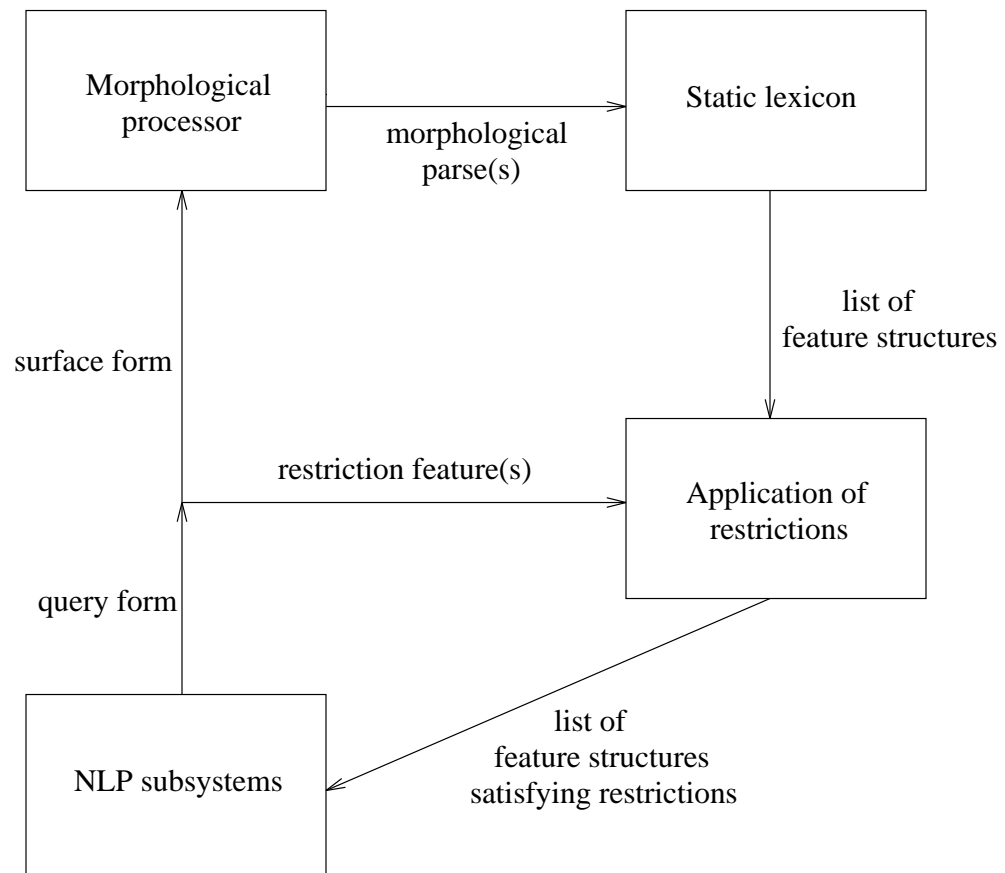 Morphological
processor
morphological
parse(s)
Static lexicon
list of
feature structures
surface form
restriction feature(s)
Application of
restrictions
query form
list of
feature structures
satisfying restrictions
NLP subsystems